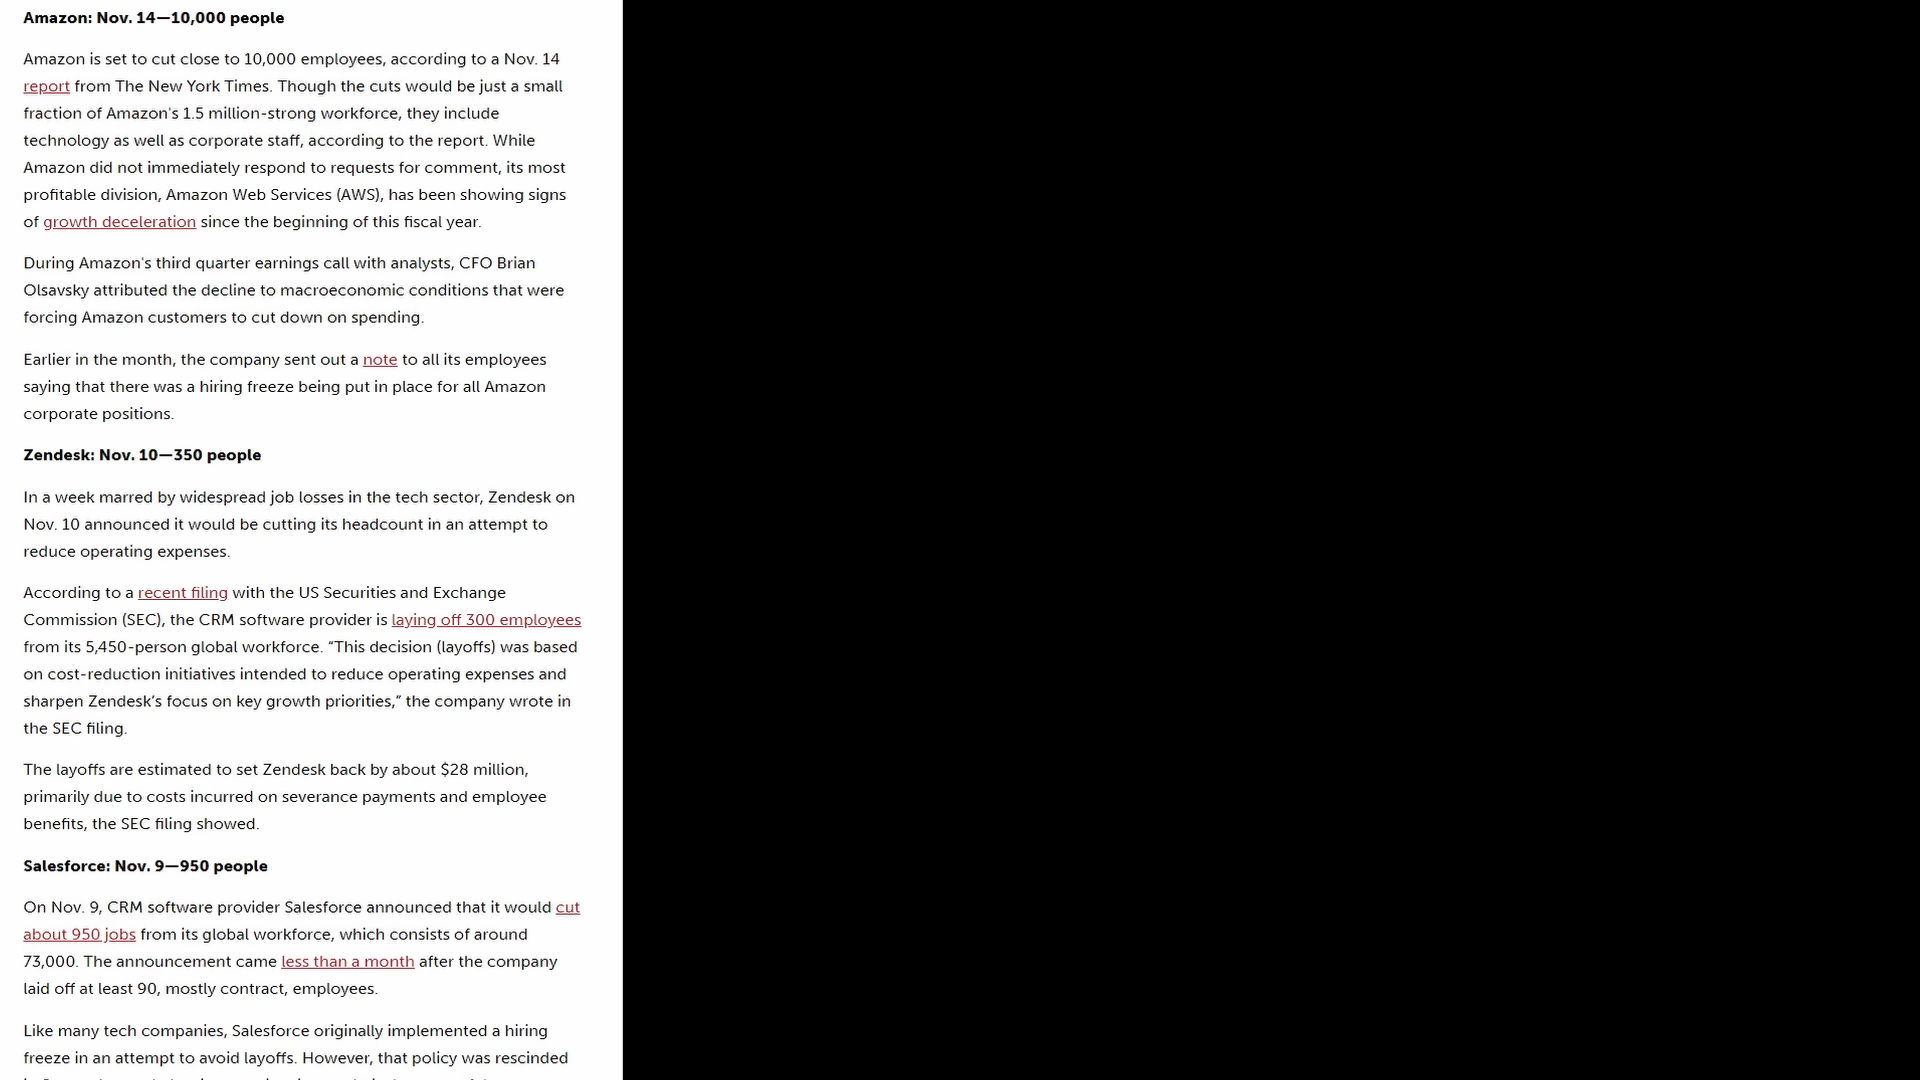 Amazon: Nov. 14—10,000 people
Amazon is set to cut close to 10,000 employees, according to a Nov. 14
report from The New York Times. Though the cuts would be just a small
fraction of Amazon's 1.5 million-strong workforce, they include
technology as well as corporate staff, according to the report. While
Amazon did not immediately respond to requests for comment, its most
profitable division, Amazon Web Services (AWS), has been showing signs
of growth deceleration since the beginning of this fiscal year.
During Amazon's third quarter earnings call with analysts, CFO Brian
Olsavsky attributed the decline to macroeconomic conditions that were
forcing Amazon customers to cut down on spending.
Earlier in the month, the company sent out a note to all its employees
saying that there was a hiring freeze being put in place for all Amazon
corporate positions.
Zendesk: Nov. 10—350 people
In a week marred by widespread job losses in the tech sector, Zendesk on
Nov. 10 announced it would be cutting its headcount in an attempt to
reduce operating expenses.
According to a recent filing with the US Securities and Exchange
Commission (SEC), the CRM software provider is laying off 300 employees
from its 5,450-person global workforce. “This decision (layoffs) was based
on cost-reduction initiatives intended to reduce operating expenses and
sharpen Zendesk’s focus on key growth priorities,” the company wrote in
the SEC filing.
The layoffs are estimated to set Zendesk back by about $28 million,
primarily due to costs incurred on severance payments and employee
benefits, the SEC filing showed.
Salesforce: Nov. 9—950 people
On Nov. 9, CRM software provider Salesforce announced that it would cut
about 950 jobs from its global workforce, which consists of around
73,000. The announcement came less than a month after the company
laid off at least 90, mostly contract, employees.
Like many tech companies, Salesforce originally implemented a hiring
freeze in an attempt to avoid layoffs. However, that policy was rescinded